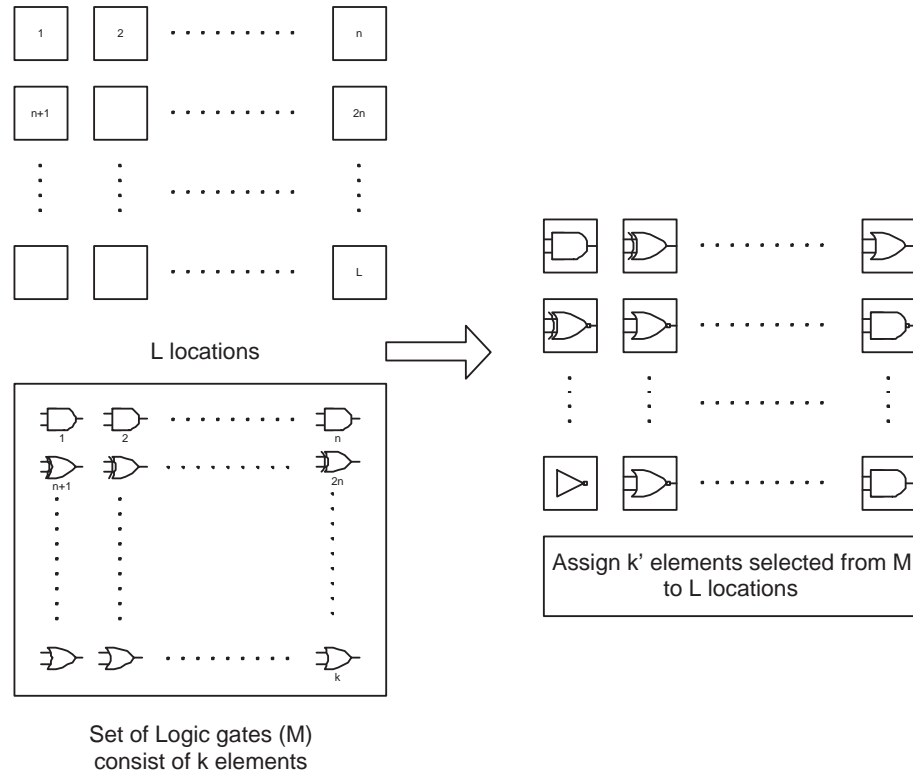 1 2 n
n+1 2n
L
L locations
1 2 n
n+1 2n
k
Set of Logic gates (M)
consist of k elements
Assign k’ elements selected from M
to L locations